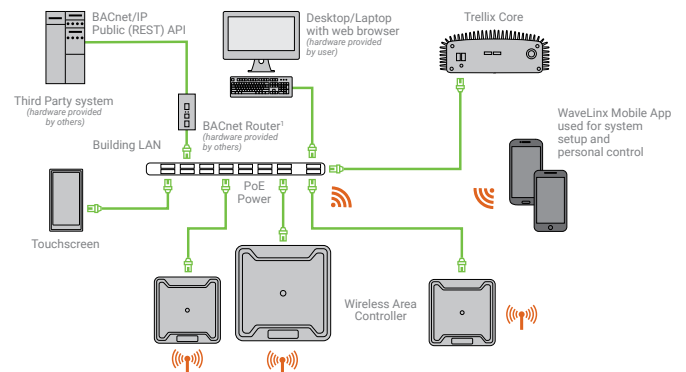 BACnet/IP
Public (REST) API
Desktop/Laptop
with web browser
(hardware provided
by user)
Trellix Core
Third Party system
(hardware provided
by others)
BACnet Router¹
(hardware provided
by others)
Building LAN
WaveLinx Mobile App
used for system
setup and
personal control
PoE
Power
Touchscreen
Wireless Area
Controller